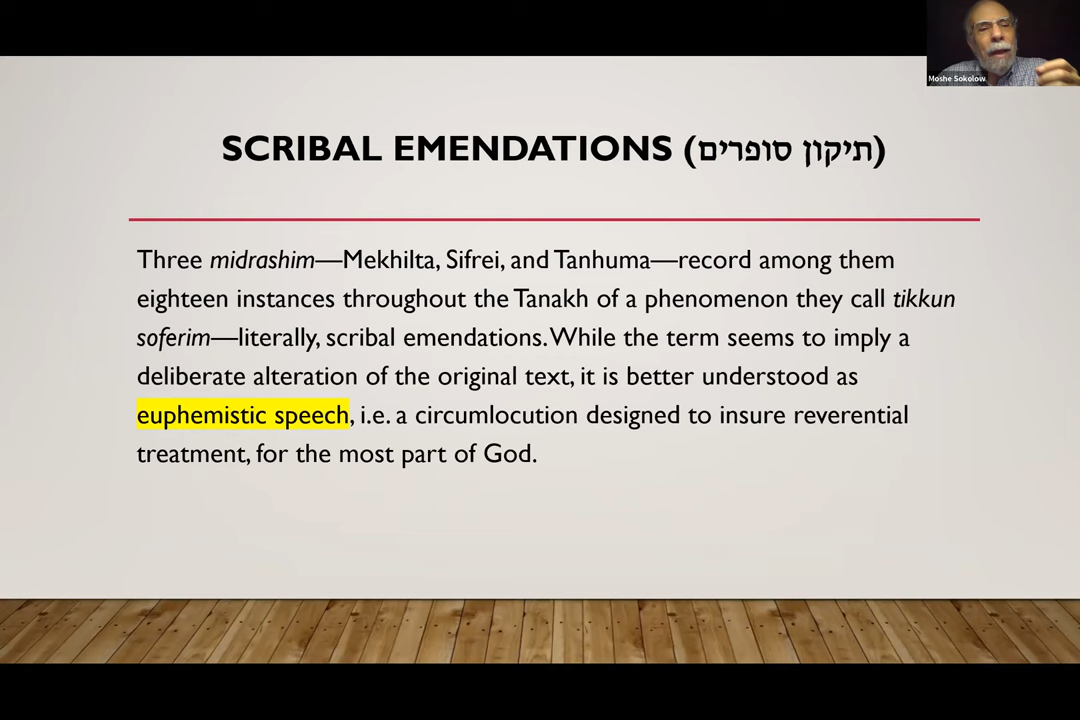 Moshe Sokolow
SCRIBAL EMENDATIONS (תיקון סופרים)
Three midrashim—Mekhilta, Sifrei, and Tanhuma—record among them
eighteen instances throughout the Tanakh of a phenomenon they call tikkun
soferim—literally, scribal emendations. While the term seems to imply a
deliberate alteration of the original text, it is better understood as
euphemistic speech, i.e. a circumlocution designed to insure reverential
treatment, for the most part of God.